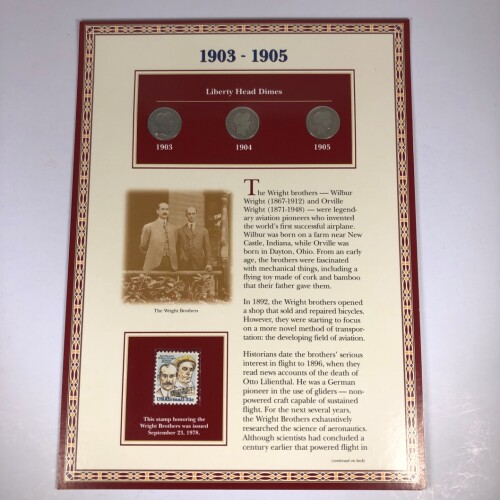 1903 - 1905
Liberty Head Dimes
1903
1904
1905
The Wright brothers — Wilbur
Wright (1867-1912) and Orville
Wright (1871-1948) — were legend-
ary aviation pioneers who invented
the world's first successful airplane.
Wilbur was born on a farm near New
Castle, Indiana, while Orville was
born in Dayton, Ohio. From an early
age, the brothers were fascinated
with mechanical things, including a
flying toy made of cork and bamboo
that their father gave them.
In 1892, the Wright brothers opened
a shop that sold and repaired bicycles.
However, they were starting to focus
on a more novel method of transpor-
tation: the developing field of aviation.
Historians date the brothers' serious
interest in flight to 1896, when they
read news accounts of the death of
Otto Lilienthal. He was a German
pioneer in the use of gliders — non-
powered craft capable of sustained
flight. For the next several years,
the Wright Brothers exhaustively
researched the science of aeronautics.
Although scientists had concluded a
century earlier that powered flight in
(continued on back)
The Wright Brothers
This stamp honoring the
Wright Brothers was issued
September 23, 1978.